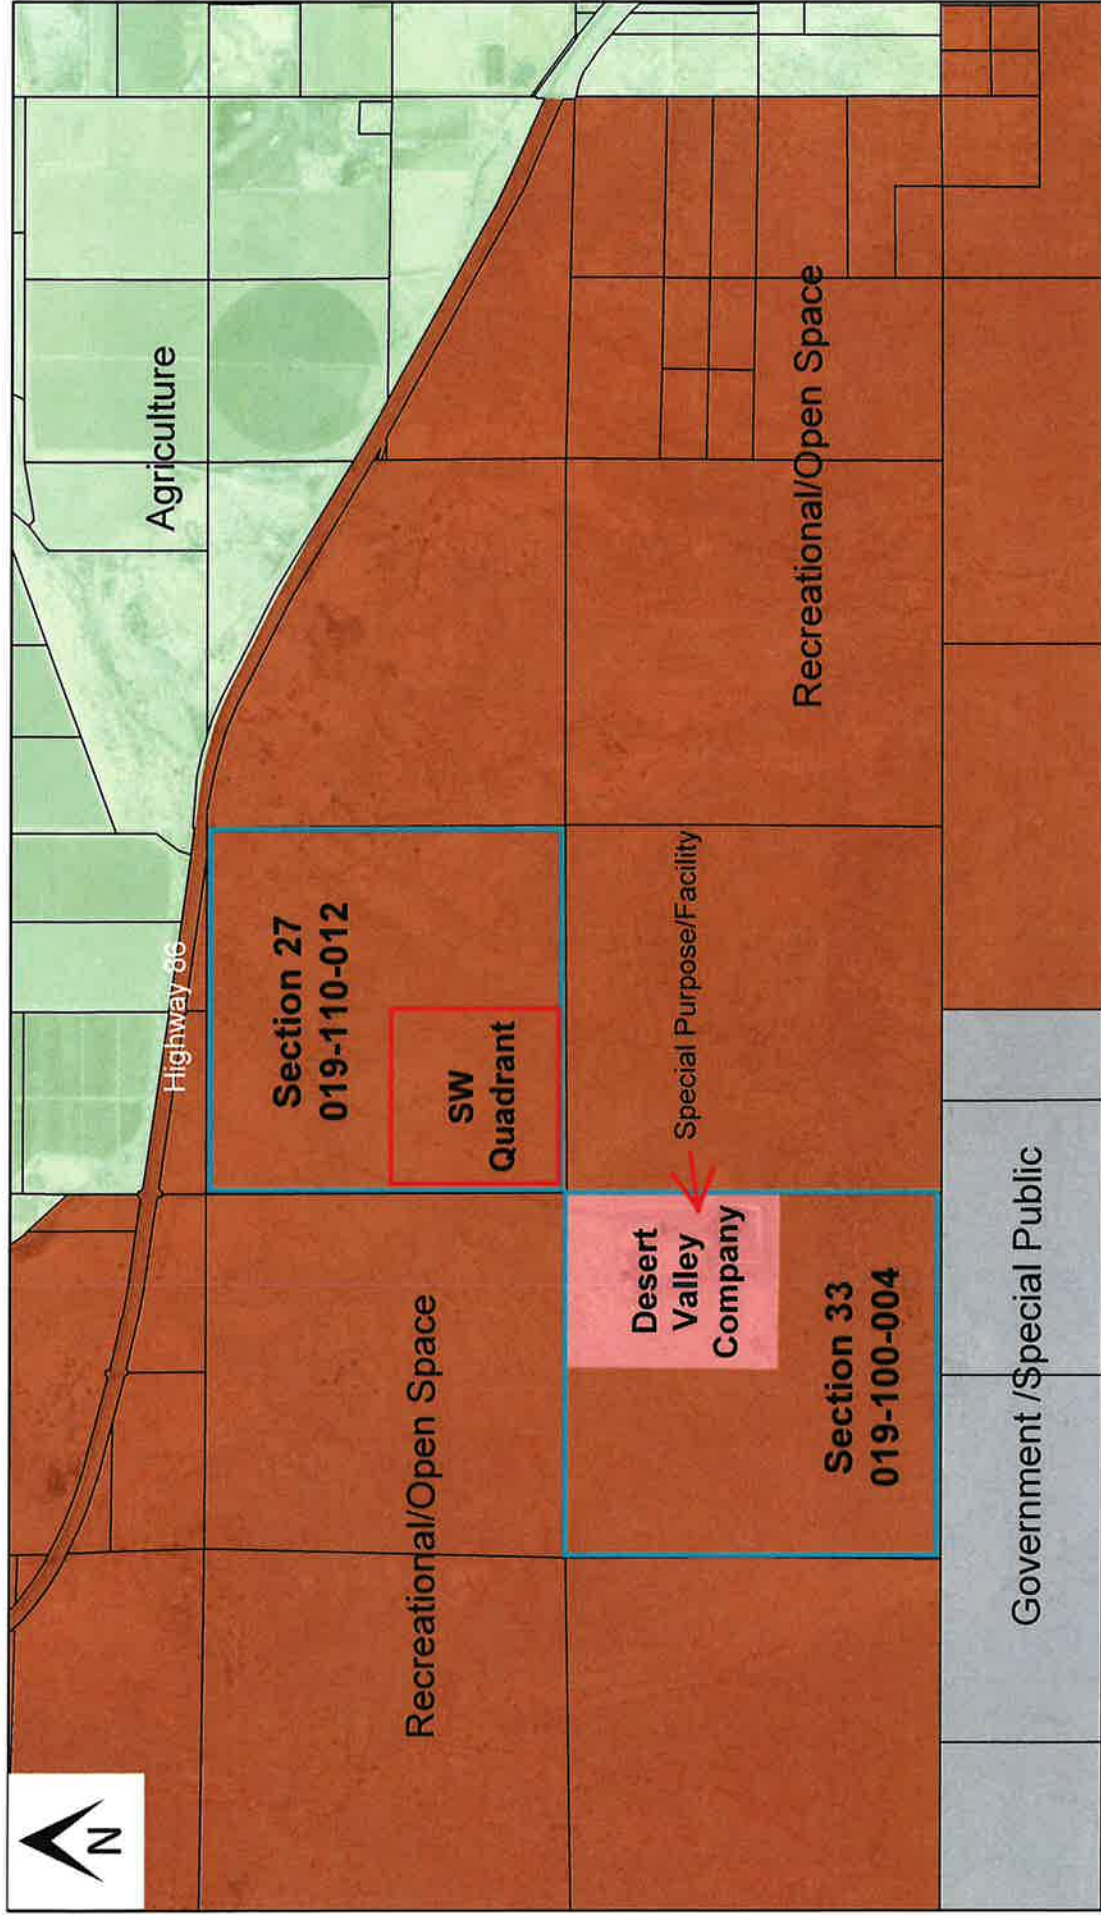 N
Agriculture
Highway 86
Section 27
019-110-012
SW
Quadrant
Recreational/Open Space
Special Purpose/Facility
Desert
Valley
Company
Recreational/Open Space
Section 33
019-100-004
Government /Special Public